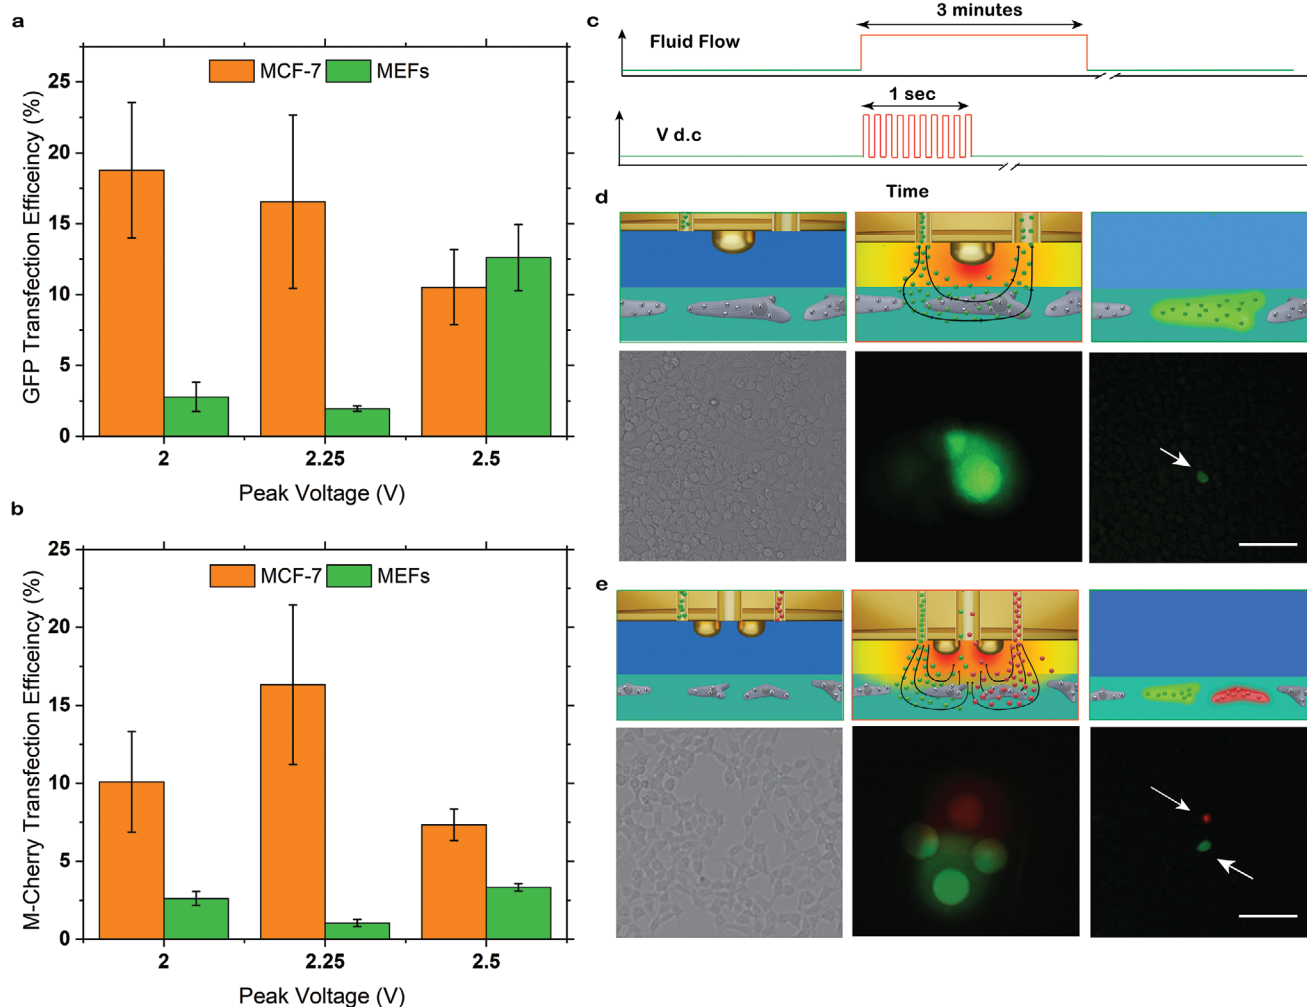 a
MCF-7 MEFs
25
20
15
10
5
0
GFP Transfection Efficeincy (%)
2 2.25 2.5
Peak Voltage (V)
b
MCF-7 MEFs
25
20
15
10
5
0
M-Cherry Transfection Efficeincy (%)
2 2.25 2.5
Peak Voltage (V)
c
3 minutes
Fluid Flow
1 sec
V d.c
Time
d
e